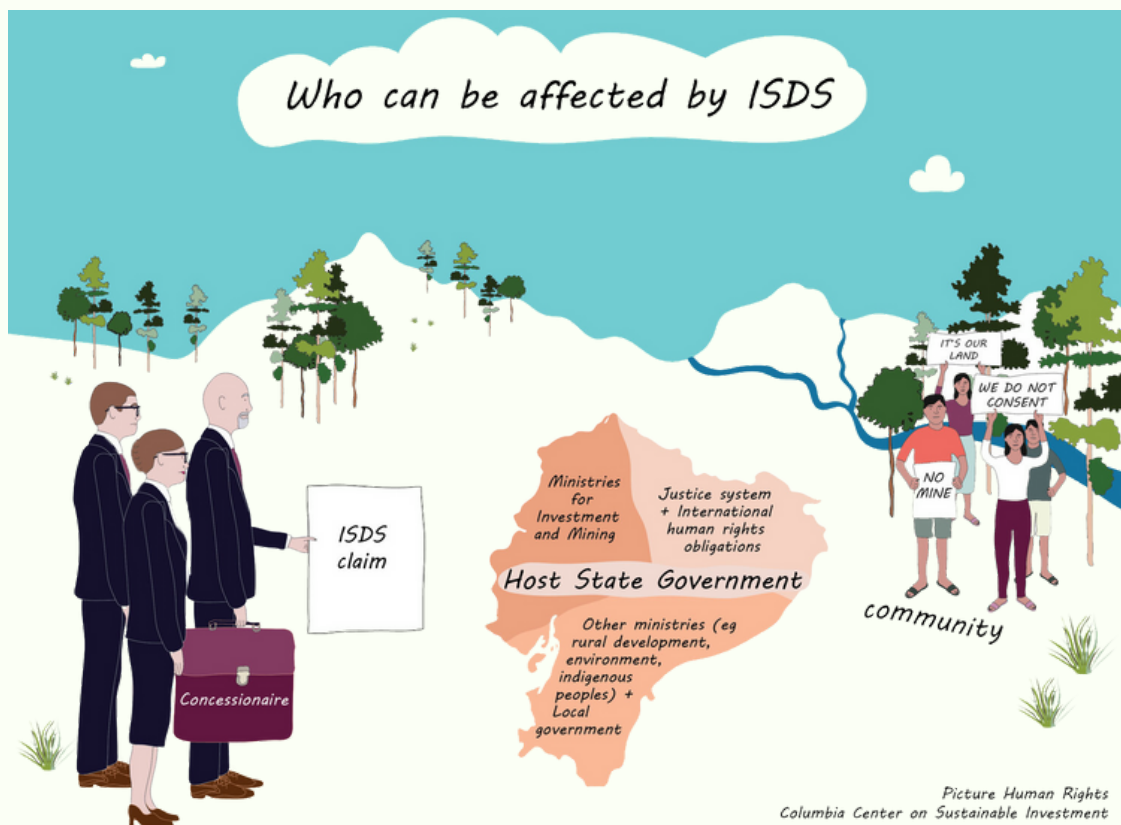 Who can be affected by ISDS
IT'S OUR
LAND
WE DO NOT
CONSENT
NO
MINE
community
ISDS
claim
Concessionaire
Ministries
for
Investment
and Mining
Justice system
+ International
human rights
obligations
Host State Government
Other ministries (eg
rural development,
environment,
indigenous
peoples) +
Local
government
Picture Human Rights
Columbia Center on Sustainable Investment